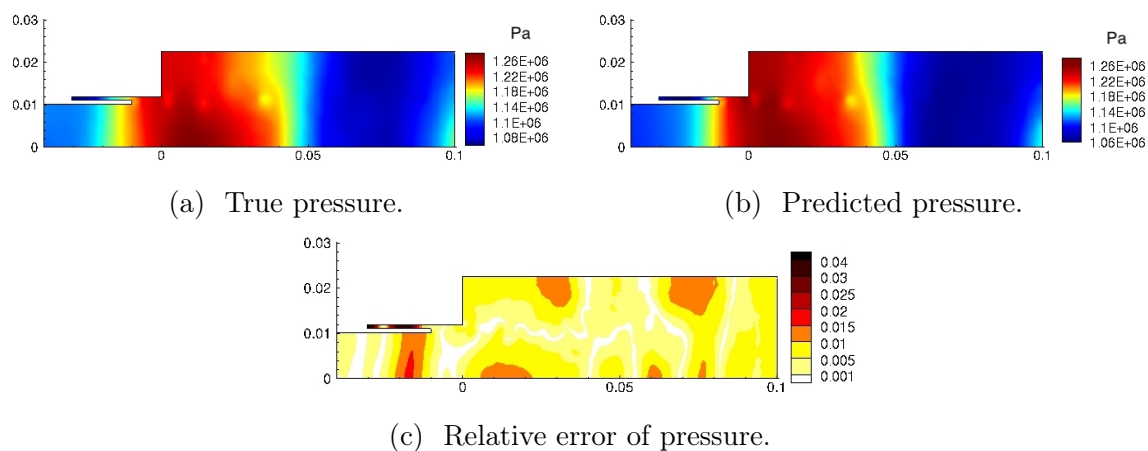 0.03
0.02
0.01
0
0
0.05
0.1
Pa
1.26E+06
1.22E+06
1.18E+06
1.14E+06
1.1E+06
1.08E+06
(a) True pressure.
0.03
0.02
0.01
0
0
0.05
0.1
Pa
1.26E+06
1.22E+06
1.18E+06
1.14E+06
1.1E+06
1.06E+06
(b) Predicted pressure.
0.03
0.02
0.01
0
0
0.05
0.1
0.04
0.03
0.025
0.02
0.015
0.01
0.005
0.001
(c) Relative error of pressure.